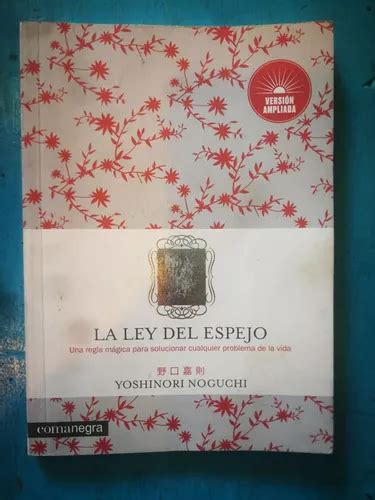 VERSIÓN
AMPLIADA
LA LEY DEL ESPEJO
Una regla mágica para solucionar cualquier problema de la vida
野口嘉則
YOSHINORI NOGUCHI
comanegra